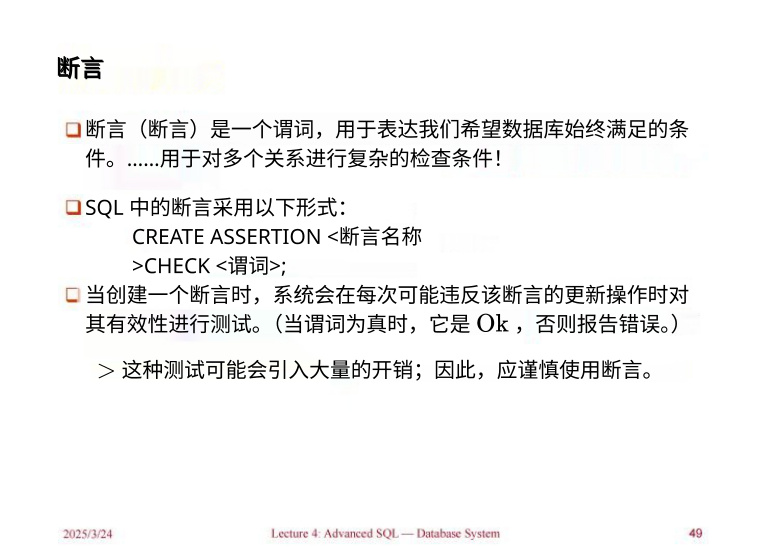 断言
断言（断言）是一个谓词，用于表达我们希望数据库始终满足的条
件。......用于对多个关系进行复杂的检查条件！
SQL 中的断言采用以下形式：
CREATE ASSERTION <断言名称
>CHECK <谓词>;
当创建一个断言时，系统会在每次可能违反该断言的更新操作时对
其有效性进行测试。（当谓词为真时，它是 Ok ，否则报告错误。）
> 这种测试可能会引入大量的开销；因此，应谨慎使用断言。
2025/3/24 Lecture 4: Advanced SQL — Database System 49